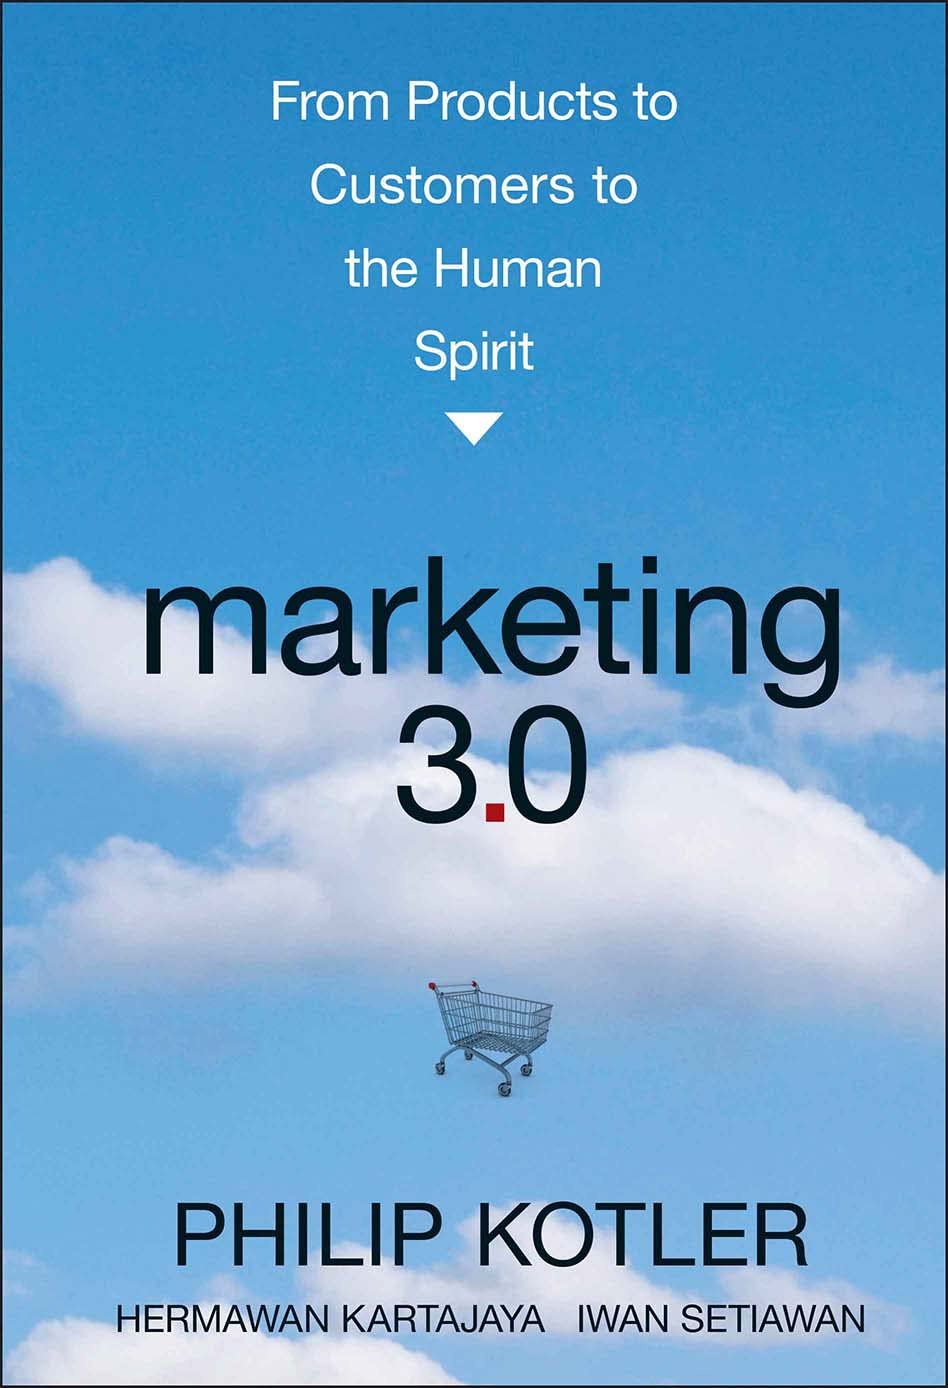 From Products to
Customers to
the Human
Spirit
marketing
3.0
PHILIP KOTLER
HERMAWAN KARTAJAYA IWAN SETIAWAN